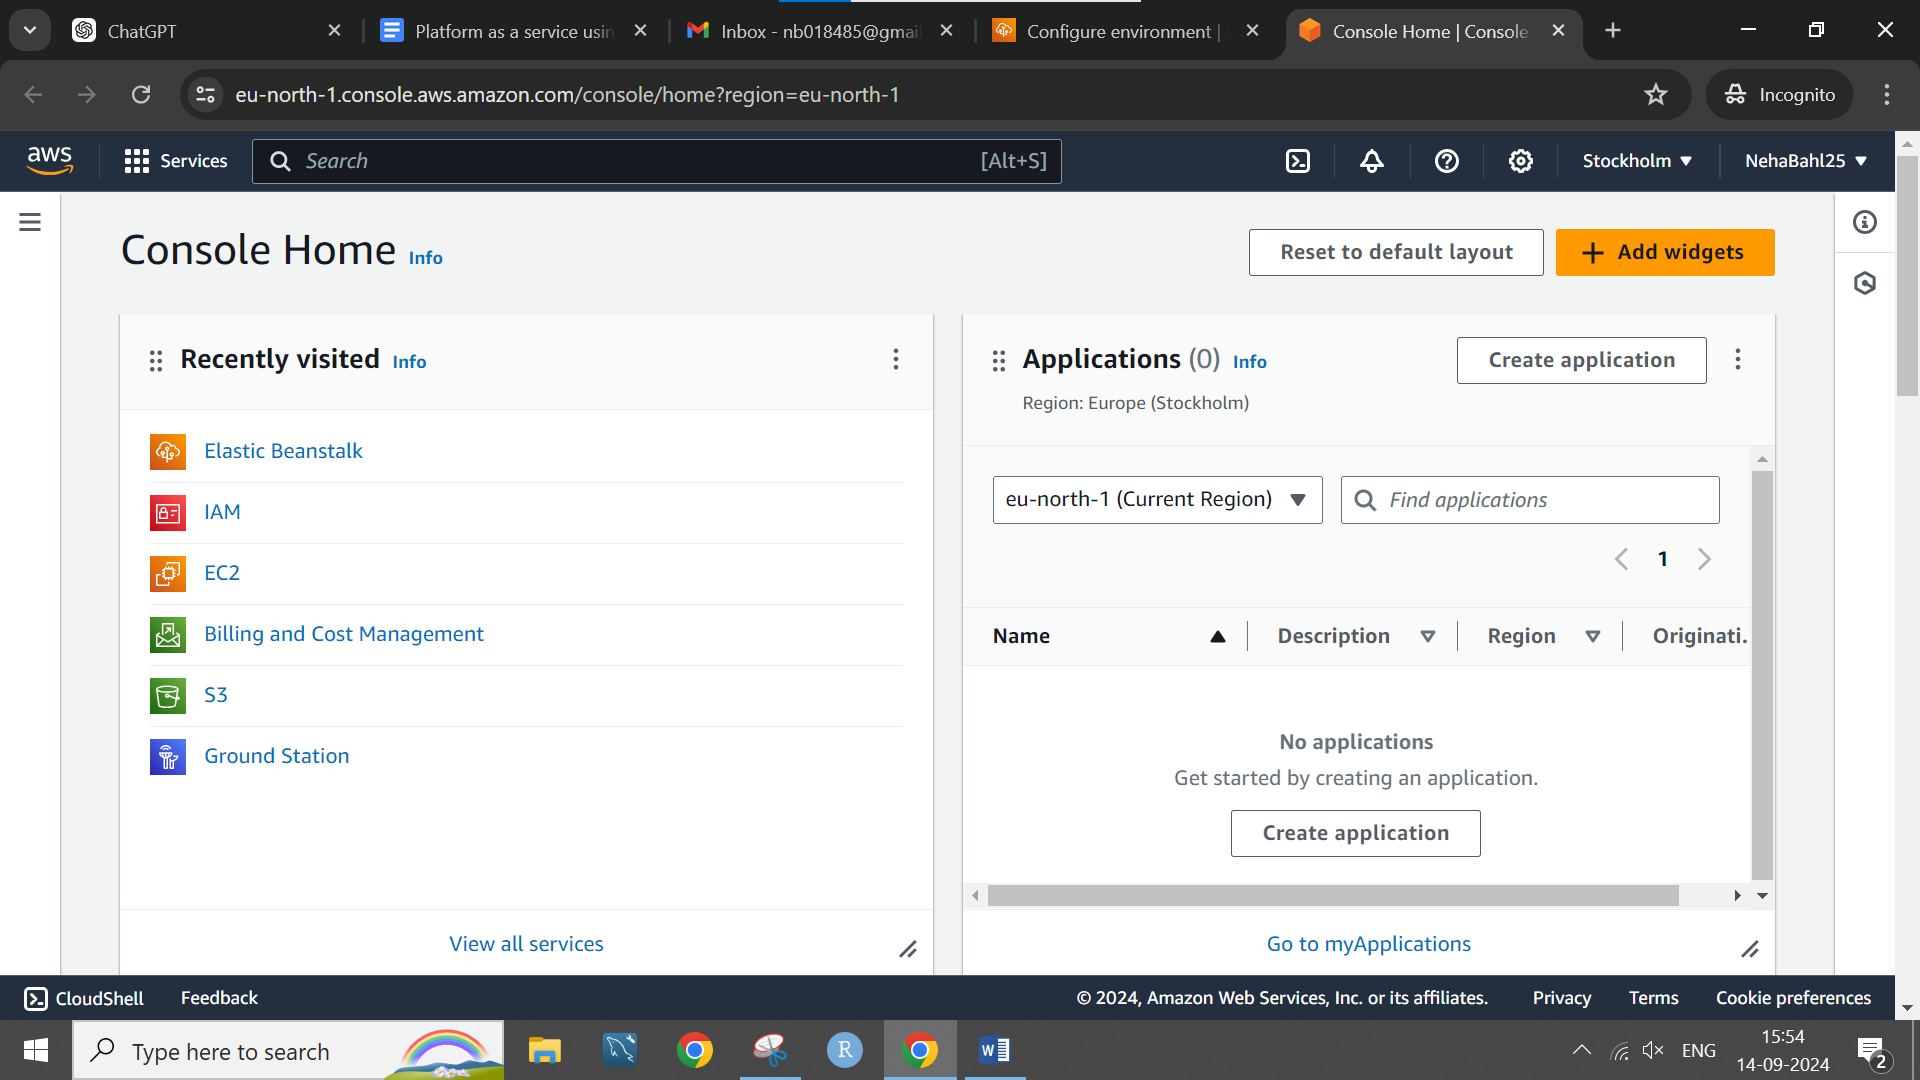 ChatGPT
Platform as a service usin
Inbox - nb018485@gmai
Configure environment |
Console Home | Console
eu-north-1.console.aws.amazon.com/console/home?region=eu-north-1
Incognito
aws
Services
Search
[Alt+S]
Stockholm
NehaBahl25
Console Home Info
Reset to default layout
Add widgets
Recently visited Info
Elastic Beanstalk
IAM
EC2
Billing and Cost Management
S3
Ground Station
View all services
Applications (0) Info
Create application
Region: Europe (Stockholm)
eu-north-1 (Current Region)
Find applications
1
Name
Description
Region
Originati.
No applications
Get started by creating an application.
Create application
Go to myApplications
CloudShell
Feedback
© 2024, Amazon Web Services, Inc. or its affiliates.
Privacy
Terms
Cookie preferences
Type here to search
R
W
ENG
15:54
14-09-2024
2